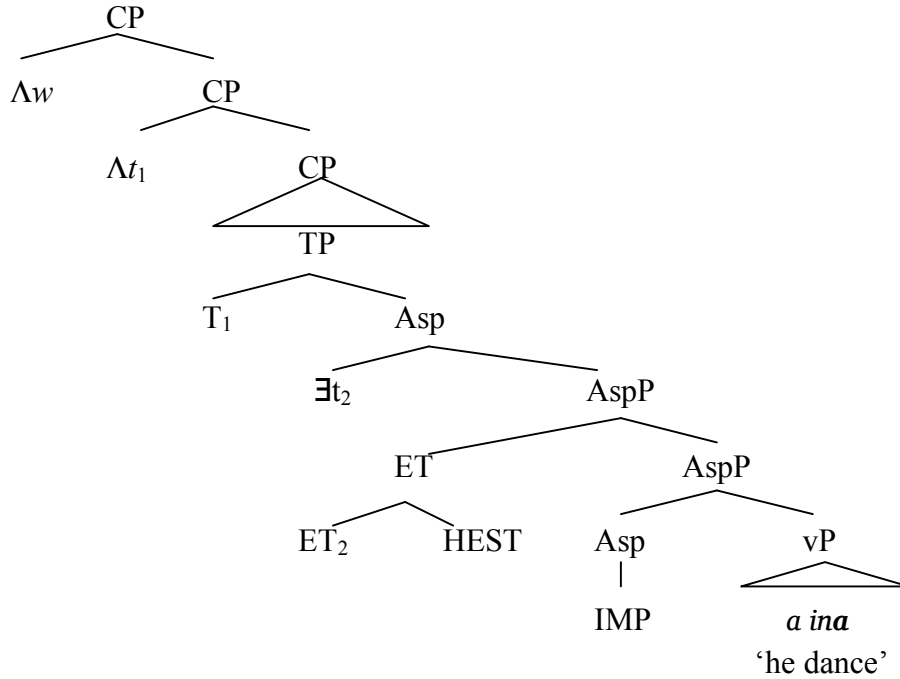 CP
Λw CP
Λt₁ CP
TP
T₁ Asp
∃t₂ AspP
ET AspP
ET₂ HEST Asp vP
IMP a ina
‘he dance’